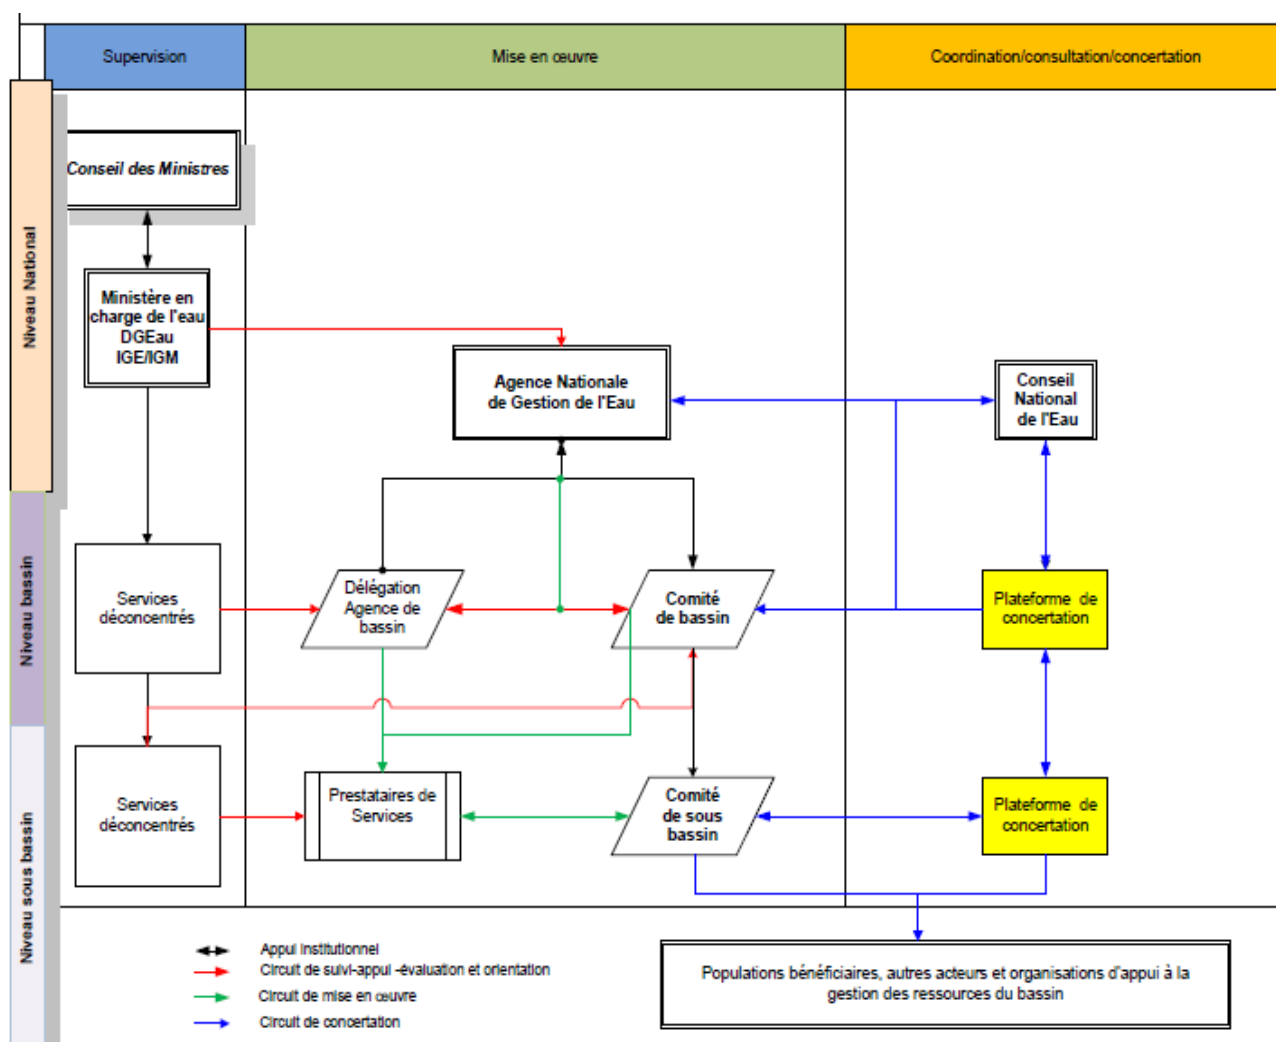 Supervision
Mise en œuvre
Coordination/consultation/concertation
Niveau National
Conseil des Ministres
Ministère en
charge de l'eau
DGEau
IGE/IGM
Agence Nationale
de Gestion de l'Eau
Conseil
National
de l'Eau
Niveau bassin
Services
déconcentrés
Délégation
Agence de
bassin
Comité
de bassin
Plateforme de
concertation
Niveau sous bassin
Services
déconcentrés
Prestataires de
Services
Comité
de sous
bassin
Plateforme de
concertation
Appui institutionnel
Circuit de suivi-appui -évaluation et orientation
Circuit de mise en œuvre
Circuit de concertation
Populations bénéficiaires, autres acteurs et organisations d'appui à la
gestion des ressources du bassin